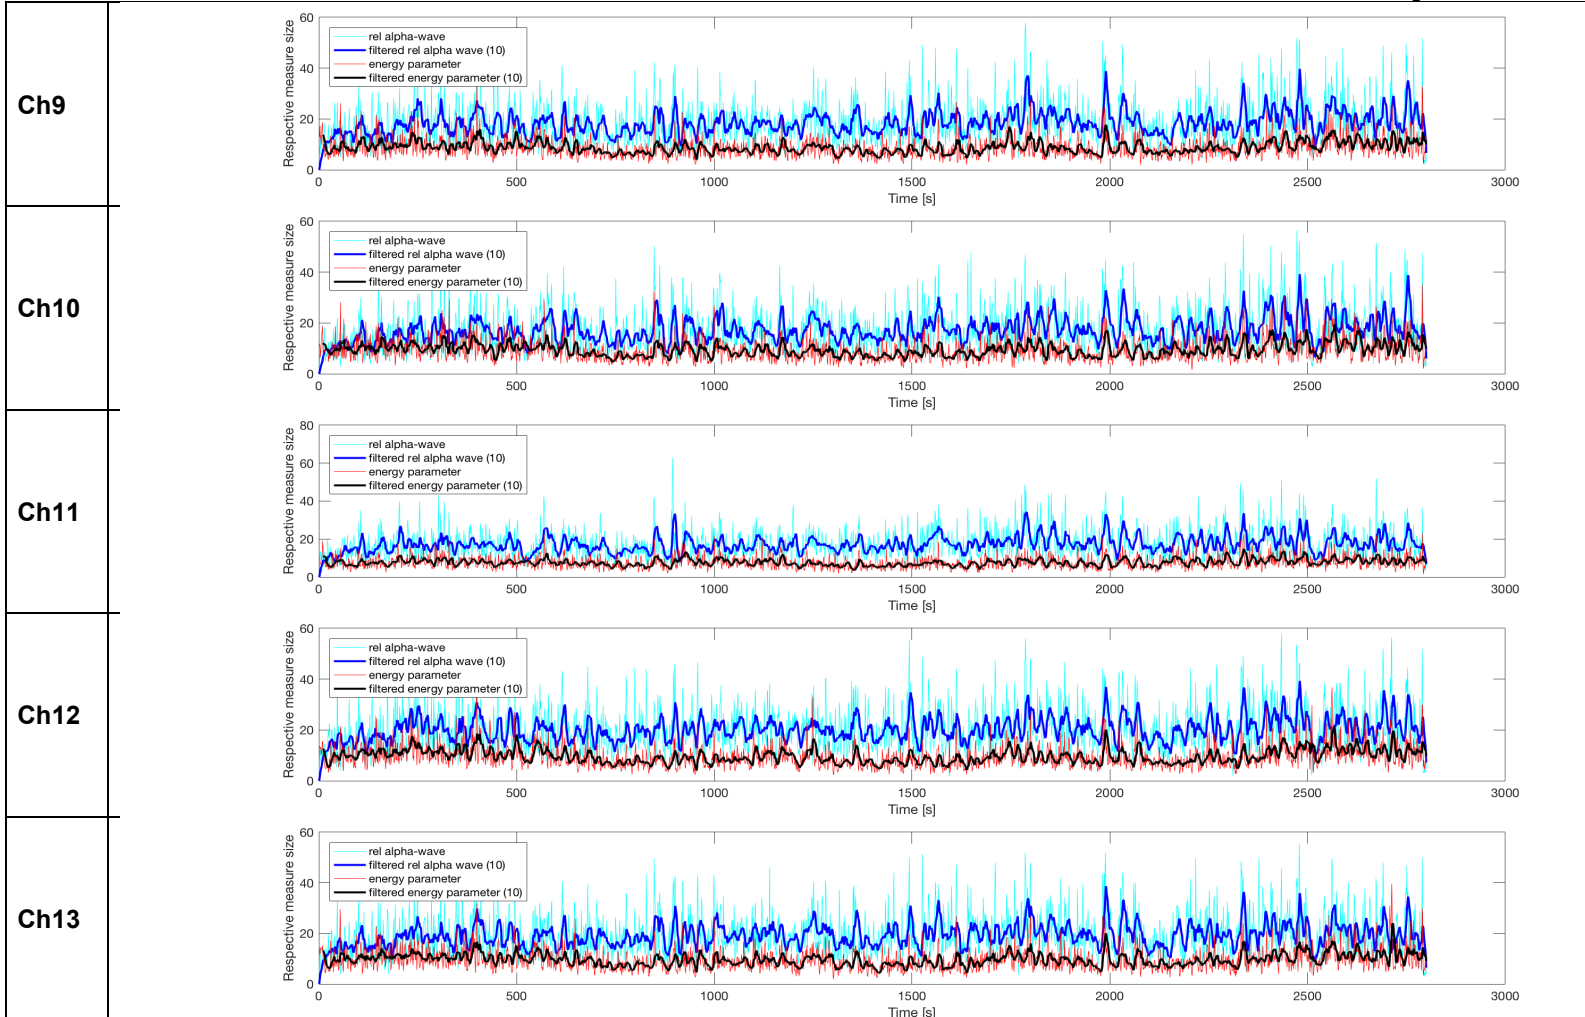 Ch9
Respective measure size
60
40
20
0
rel alpha-wave
filtered rel alpha wave (10)
energy parameter
filtered energy parameter (10)
0 500 1000 1500 2000 2500 3000
Time [s]
Ch10
Respective measure size
60
40
20
0
rel alpha-wave
filtered rel alpha wave (10)
energy parameter
filtered energy parameter (10)
0 500 1000 1500 2000 2500 3000
Time [s]
Ch11
Respective measure size
80
60
40
20
0
rel alpha-wave
filtered rel alpha wave (10)
energy parameter
filtered energy parameter (10)
0 500 1000 1500 2000 2500 3000
Time [s]
Ch12
Respective measure size
60
40
20
0
rel alpha-wave
filtered rel alpha wave (10)
energy parameter
filtered energy parameter (10)
0 500 1000 1500 2000 2500 3000
Time [s]
Ch13
Respective measure size
60
40
20
0
rel alpha-wave
filtered rel alpha wave (10)
energy parameter
filtered energy parameter (10)
0 500 1000 1500 2000 2500 3000
Time [s]